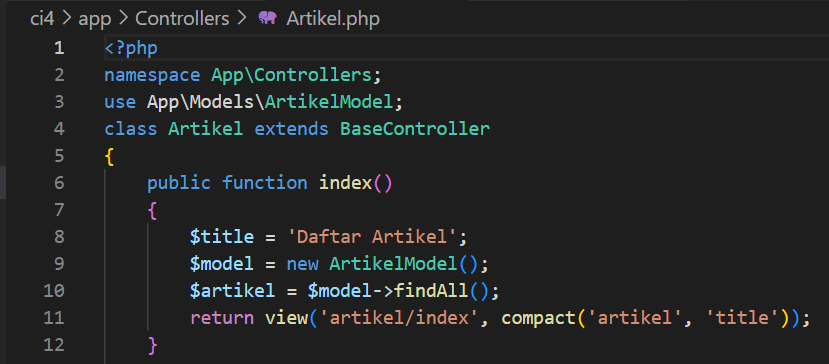 ci4 > app > Controllers > Artikel.php
1 <?php
2 namespace App\Controllers;
3 use App\Models\ArtikelModel;
4 class Artikel extends BaseController
5 {
6     public function index()
7     {
8         $title = 'Daftar Artikel';
9         $model = new ArtikelModel();
10         $artikel = $model->findAll();
11         return view('artikel/index', compact('artikel', 'title'));
12     }